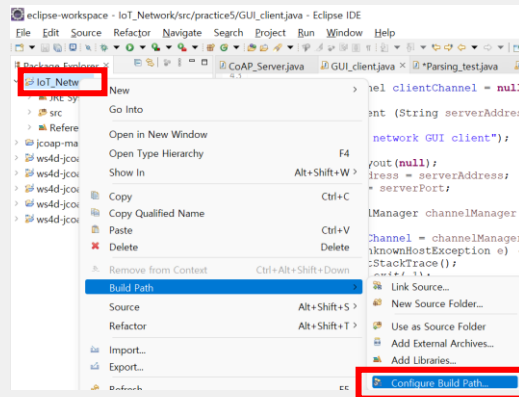 eclipse-workspace - IoT_Network/src/practice5/GUI_client.java - Eclipse IDE
File Edit Source Refactor Navigate Search Project Run Window Help
Package Explorer
CoAP_Server.java
GUI_client.java
*Parsing_test.java
IoT_Netw
JRE Sy
src
Refere
jcoap-ma
ws4d-jcoa
ws4d-jcoa
ws4d-jcoa
ws4d-jcoa
New
Go Into
Open in New Window
Open Type Hierarchy F4
Show In Alt+Shift+W >
Copy Ctrl+C
Copy Qualified Name
Paste Ctrl+V
Delete Delete
Remove from Context Ctrl+Alt+Shift+Down
Build Path
Source Alt+Shift+S >
Refactor Alt+Shift+T >
Import...
Export...
Refresh F5
Link Source...
New Source Folder...
Use as Source Folder
Add External Archives...
Add Libraries...
Configure Build Path...
nel clientChannel = null
ent (String serverAddres
network GUI client");
yout(null);
dress = serverAddress;
= serverPort;
lManager channelManager
Channel = channelManager
nknownHostException e) {
tStackTrace();